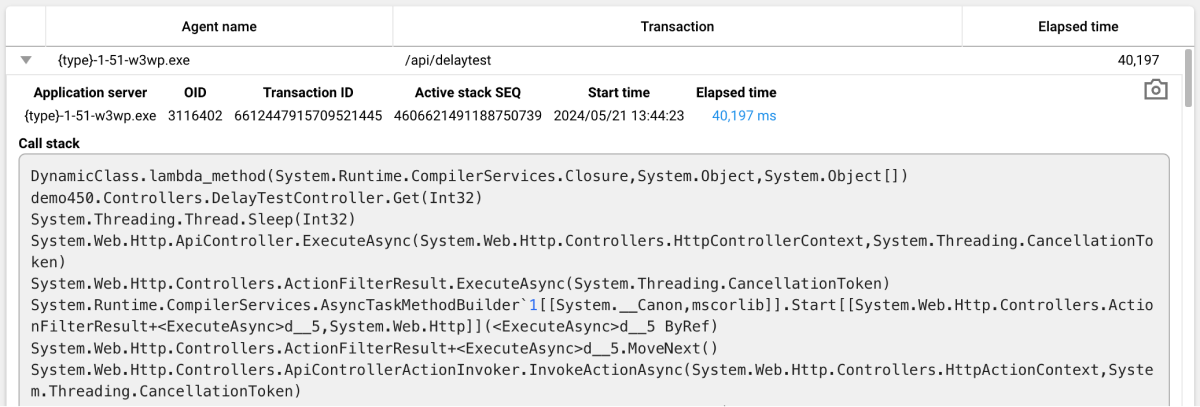 Agent name Transaction Elapsed time
{type}-1-51-w3wp.exe /api/delaytest 40,197
Application server OID Transaction ID Active stack SEQ Start time Elapsed time
{type}-1-51-w3wp.exe 3116402 6612447915709521445 4606621491188750739 2024/05/21 13:44:23 40,197 ms
Call stack
DynamicClass.lambda_method(System.Runtime.CompilerServices.Closure,System.Object,System.Object[])
demo450.Controllers.DelayTestController.Get(Int32)
System.Threading.Thread.Sleep(Int32)
System.Web.Http.ApiController.ExecuteAsync(System.Web.Http.Controllers.HttpControllerContext,System.Threading.CancellationTo
ken)
System.Web.Http.Controllers.ActionFilterResult.ExecuteAsync(System.Threading.CancellationToken)
System.Runtime.CompilerServices.AsyncTaskMethodBuilder`1[[System.__Canon,mscorlib]].Start[[System.Web.Http.Controllers.Actio
nFilterResult+<ExecuteAsync>d__5,System.Web.Http]](<ExecuteAsync>d__5 ByRef)
System.Web.Http.Controllers.ActionFilterResult+<ExecuteAsync>d__5.MoveNext()
System.Web.Http.Controllers.ApiControllerActionInvoker.InvokeActionAsync(System.Web.Http.Controllers.HttpActionContext,Syste
m.Threading.CancellationToken)